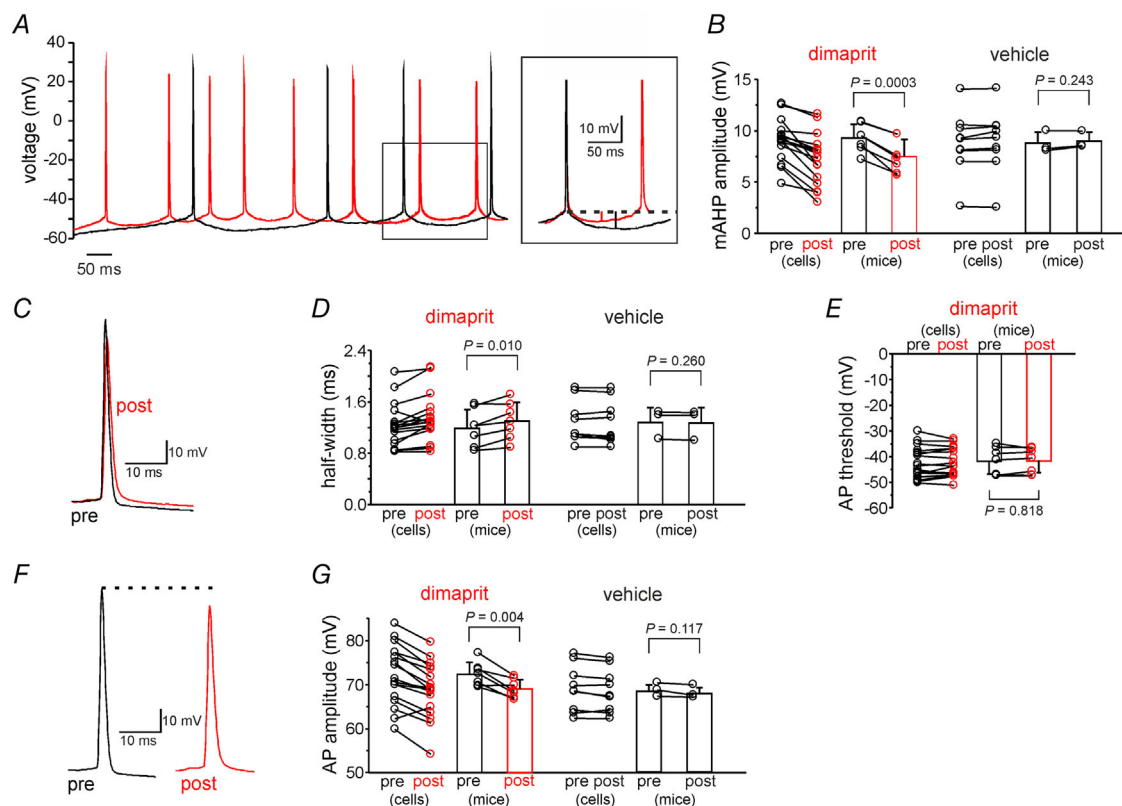 A
voltage (mV)
40
20
0
-20
-40
-60
50 ms
10 mV
50 ms
B
dimaprit
vehicle
P = 0.0003
P = 0.243
mAHP amplitude (mV)
15
10
5
0
pre post pre post pre post pre post
(cells) (mice) (cells) (mice)
C
post
10 mV
10 ms
pre
D
dimaprit
vehicle
P = 0.010
P = 0.260
half-width (ms)
2.4
1.8
1.2
0.6
0.0
pre post pre post pre post pre post
(cells) (mice) (cells) (mice)
E
dimaprit
(cells) (mice)
pre post pre post
AP threshold (mV)
0
-10
-20
-30
-40
-50
-60
P = 0.818
F
10 mV
10 ms
pre post
G
dimaprit
vehicle
P = 0.004
P = 0.117
AP amplitude (mV)
80
70
60
50
pre post pre post pre post pre post
(cells) (mice) (cells) (mice)